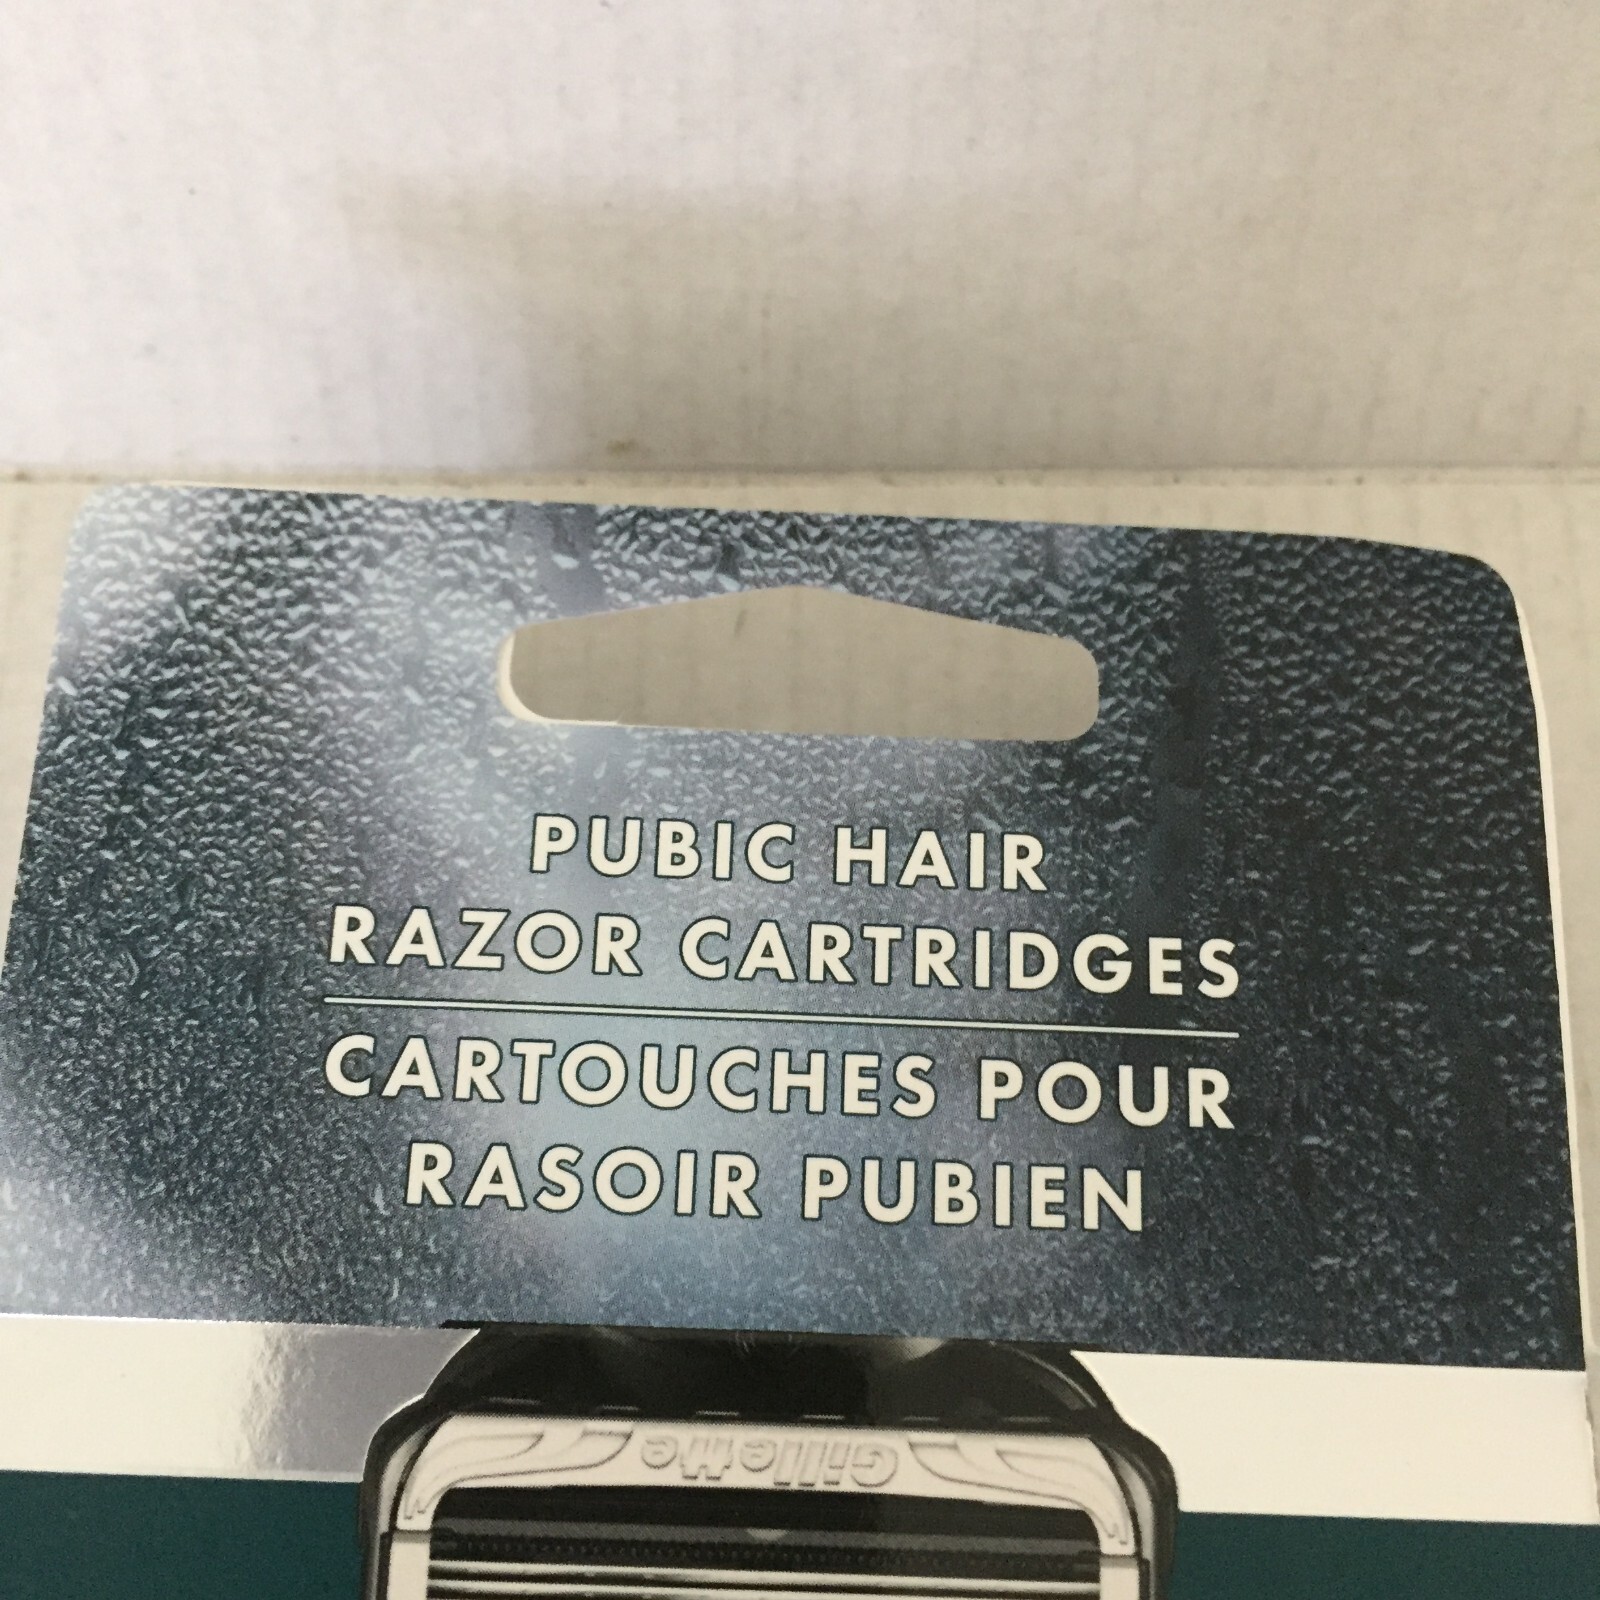 PUBIC HAIR
RAZOR CARTRIDGES
CARTOUCHES POUR
RASOIR PUBIEN
Gillette